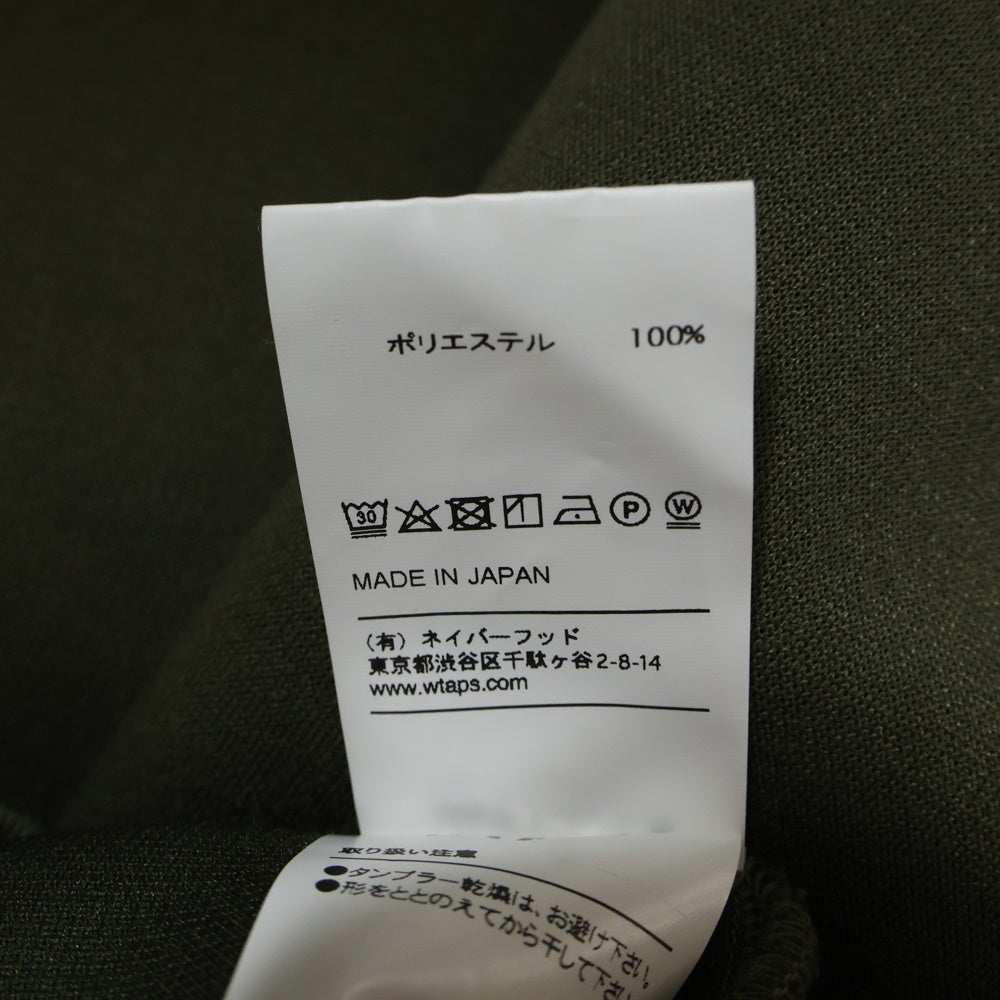 ポリエステル 100%
30 P W
MADE IN JAPAN
（有）ネイバーフッド
東京都渋谷区千駄ヶ谷2-8-14
www.wtaps.com
取り扱い注意
●タンブラー乾燥は、お避け下さい。
●形をととのえてから干して下さい